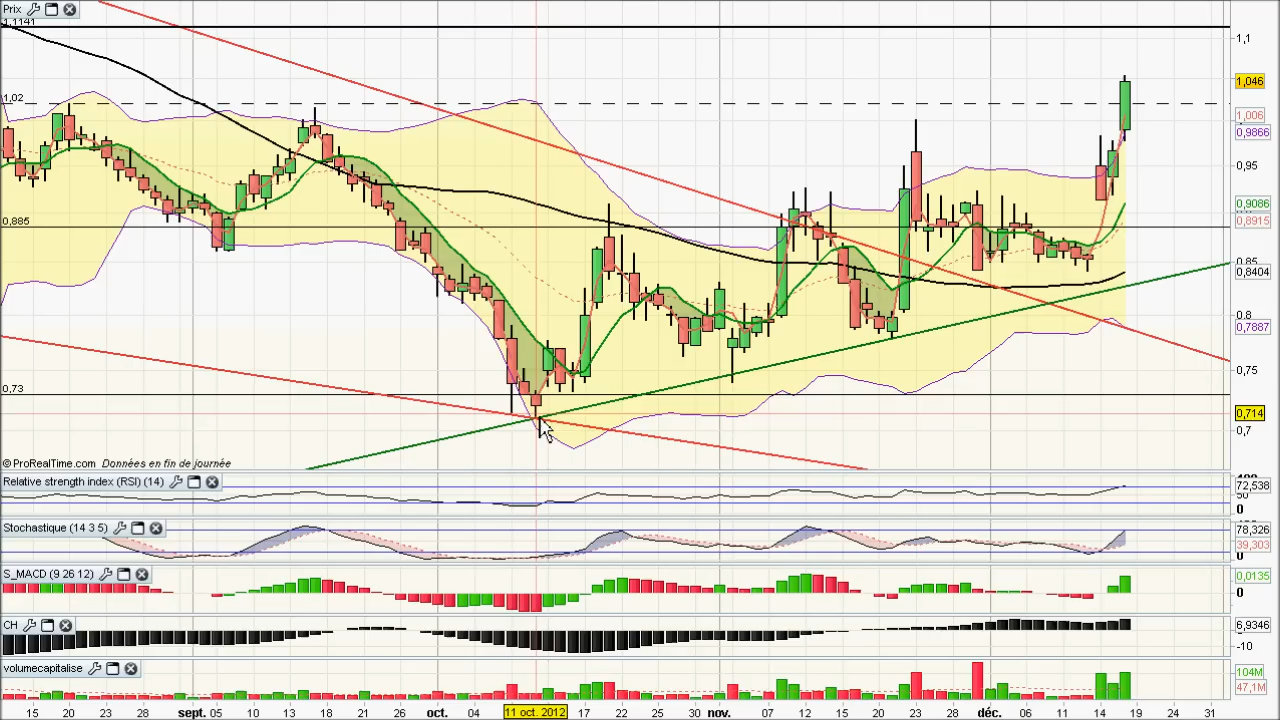 Prix
1,1141
1,1
1,046
1,02
1,006
0,9866
0,95
0,9086
0,885
0,8915
0,85
0,8404
0,8
0,7887
0,75
0,73
0,714
0,7
© ProRealTime.com Données en fin de journée
Relative strength index (RSI) (14)
72,538
0
Stochastique (14 3 5)
78,326
39,303
0
S_MACD (9 26 12)
0,0135
0
CH
6,9346
-10
volumecapitalise
104M
47,1M
15 20 23 28 sept. 05 10 13 18 21 26 oct. 04 11 oct. 2012 17 22 25 30 nov. 07 12 15 20 23 28 déc. 06 11 14 19 24